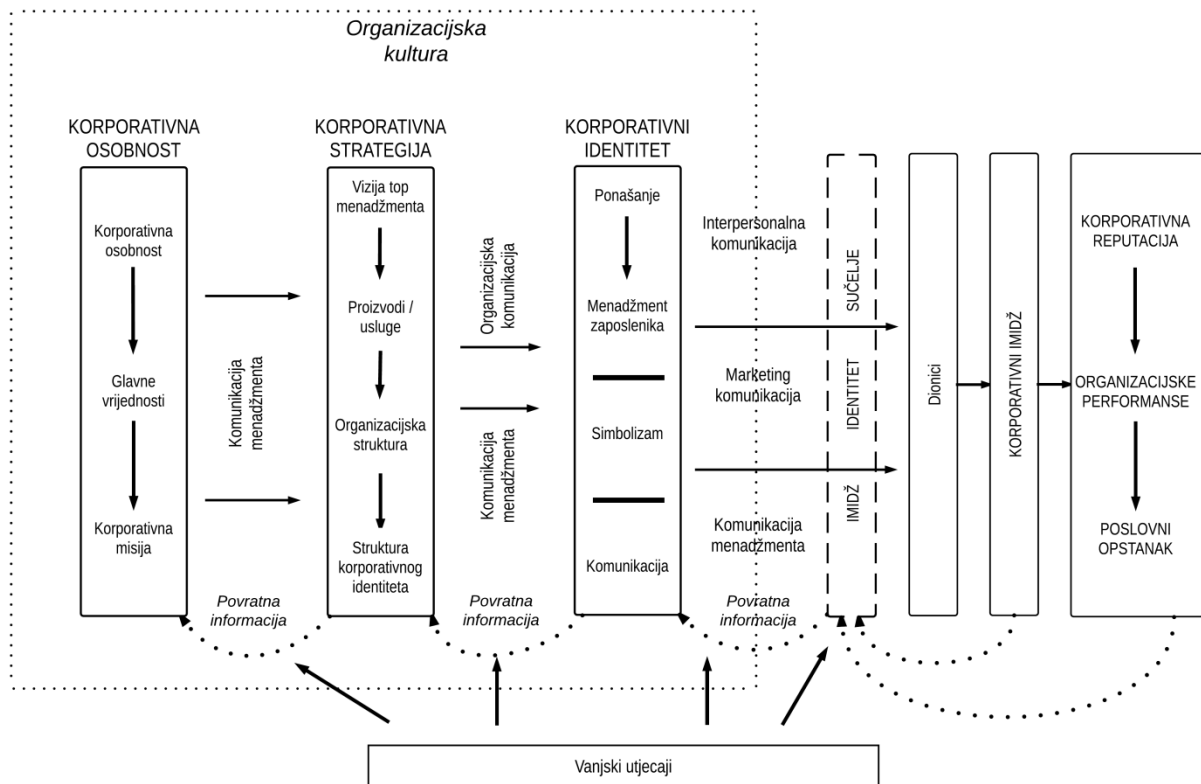 Organizacijska
kultura
KORPORATIVNA
OSOBNOST
Korporativna
osobnost
Glavne
vrijednosti
Korporativna
misija
Komunikacija
menadžmenta
Povratna
informacija
KORPORATIVNA
STRATEGIJA
Vizija top
menadžmenta
Proizvodi /
usluge
Organizacijska
struktura
Struktura
korporativnog
identiteta
Organizacijska
komunikacija
Komunikacija
menadžmenta
Povratna
informacija
KORPORATIVNI
IDENTITET
Ponašanje
Menadžment
zaposlenika
Simbolizam
Komunikacija
Interpersonalna
komunikacija
Marketing
komunikacija
Komunikacija
menadžmenta
Povratna
informacija
IMIDŽ IDENTITET SUČELJE
Dionici
KORPORATIVNI IMIDŽ
KORPORATIVNA
REPUTACIJA
ORGANIZACIJSKE
PERFORMANSE
POSLOVNI
OPSTANAK
Vanjski utjecaji